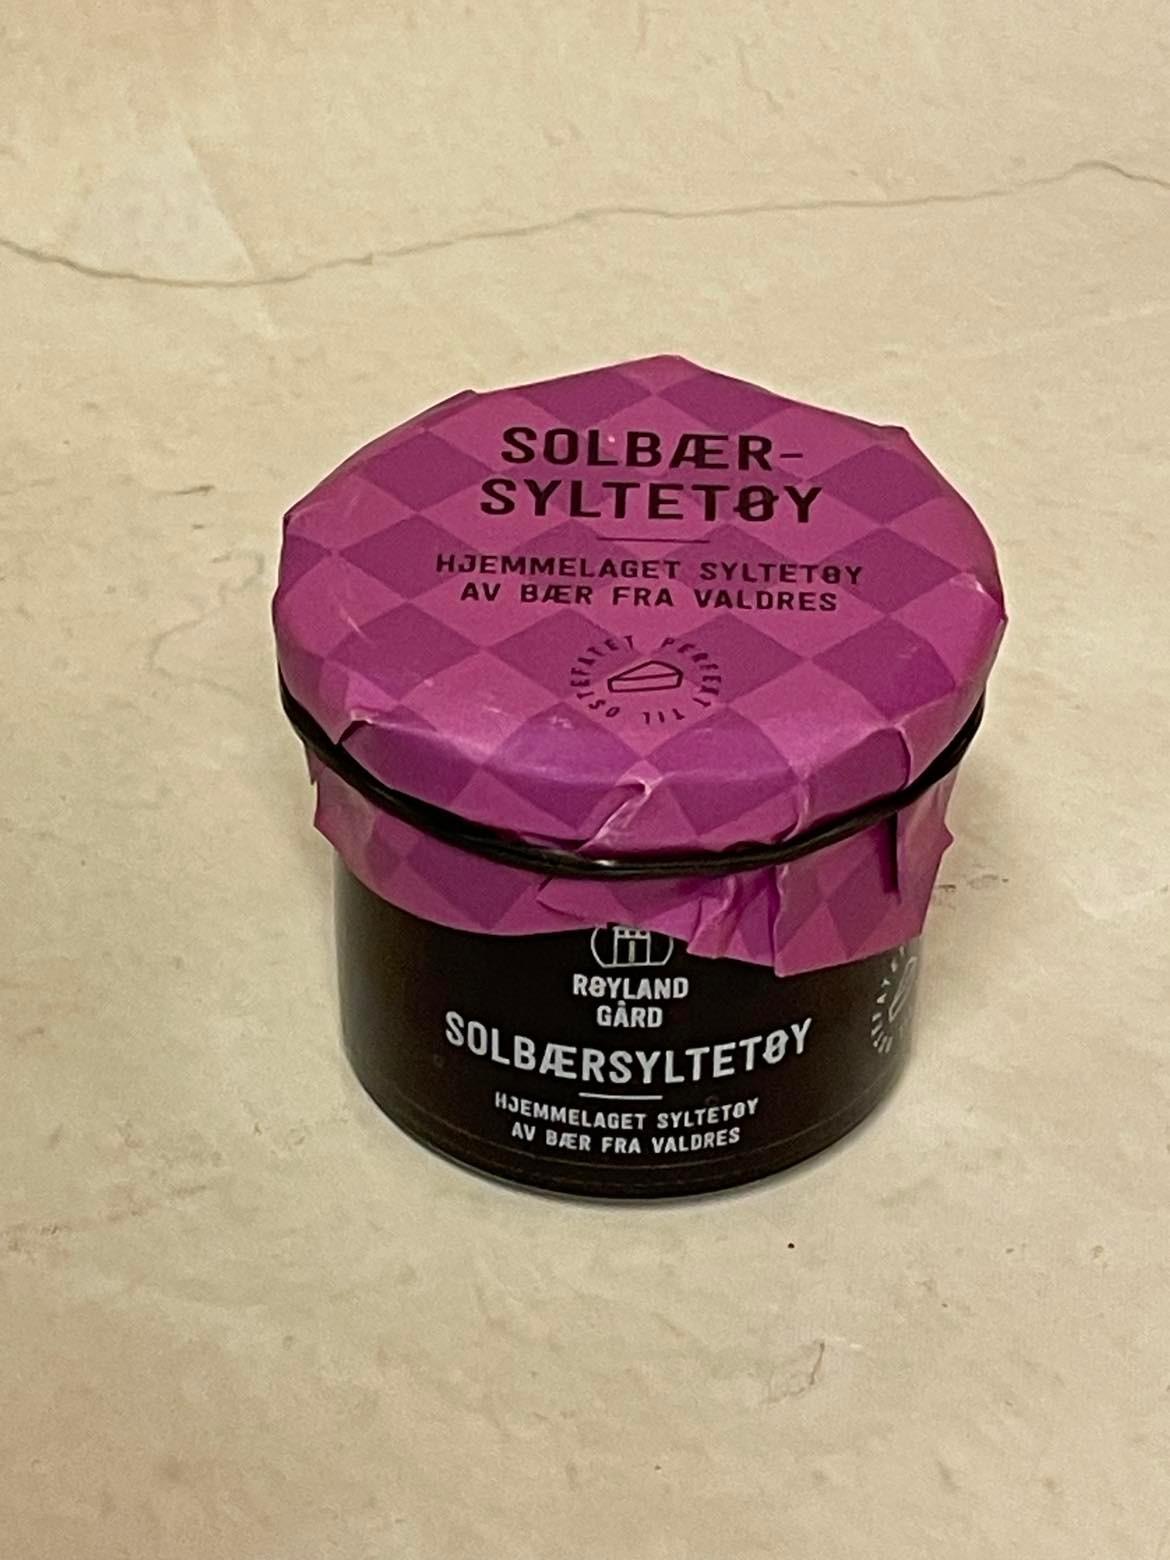 SOLBÆR-
SYLTETØY
HJEMMELAGET SYLTETØY
AV BÆR FRA VALDRES
PERFEKT TIL OSTEFATET
RØYLAND
GÅRD
SOLBÆRSYLTETØY
HJEMMELAGET SYLTETØY
AV BÆR FRA VALDRES